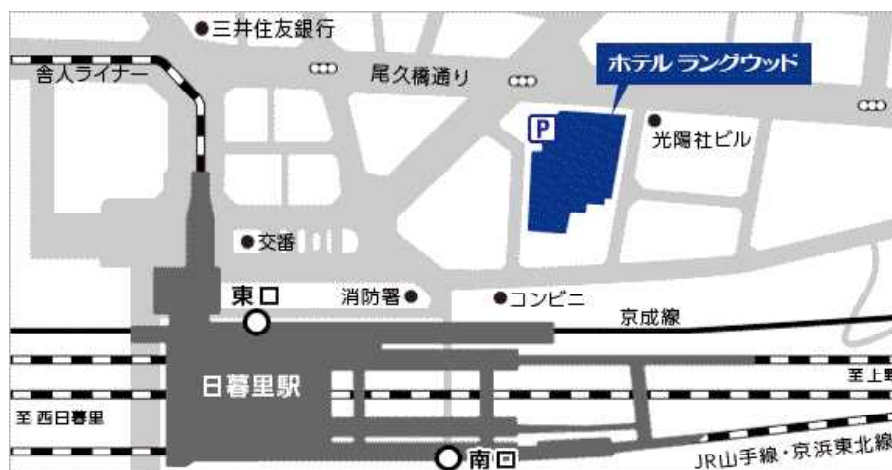 三井住友銀行
舎人ライナー
尾久橋通り
ホテル ラングウッド
P
光陽社ビル
交番
東口
消防署
コンビニ
京成線
日暮里駅
至 上野
至 西日暮里
南口
JR山手線・京浜東北線